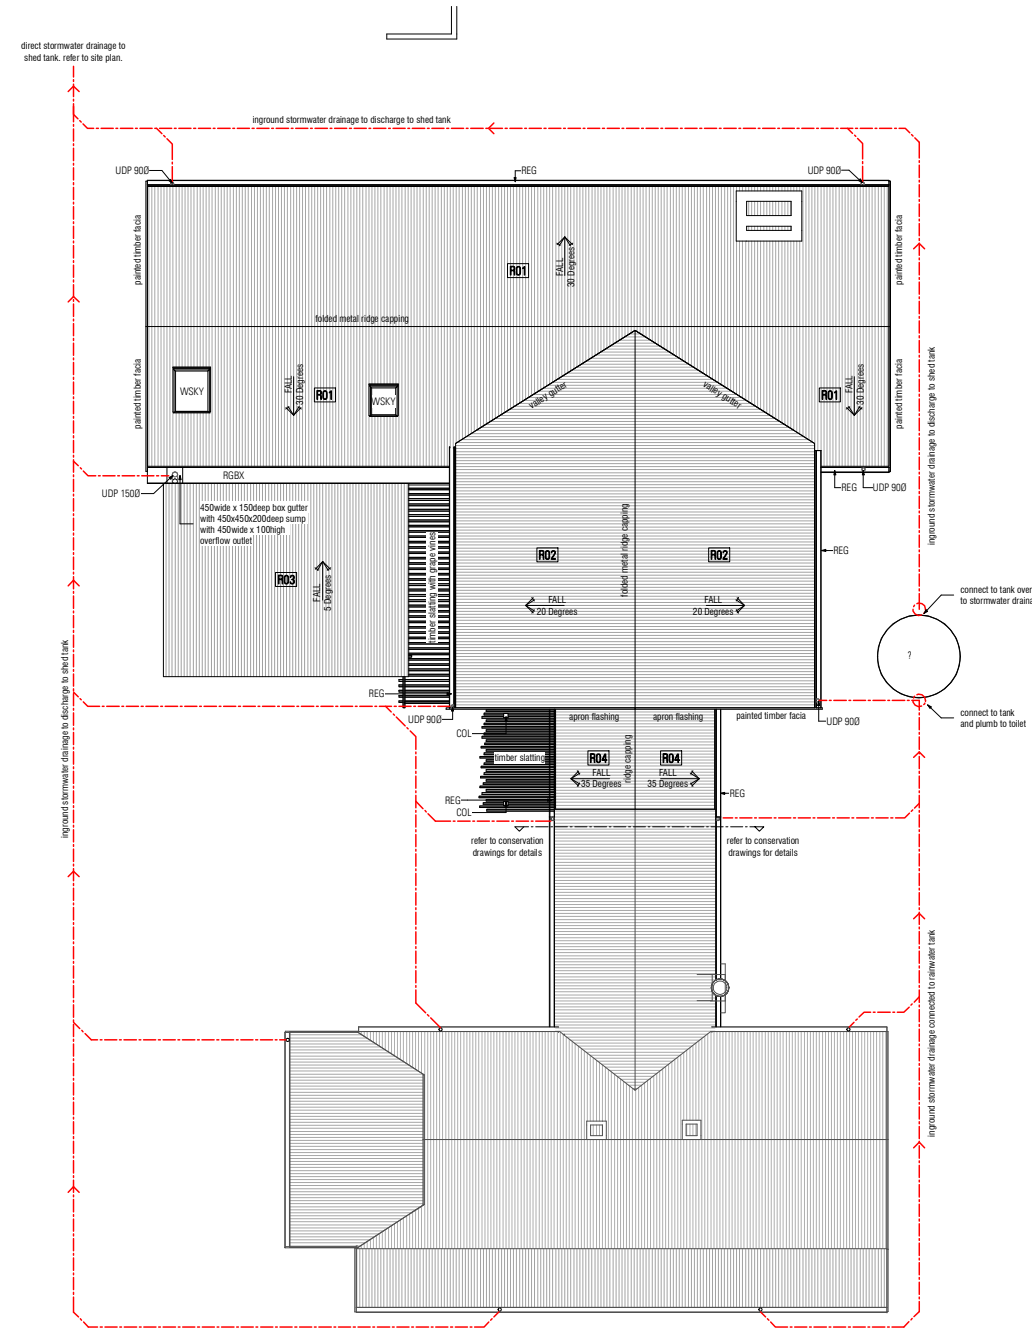 direct stormwater drainage to
shed tank. refer to site plan.
inground stormwater drainage to discharge to shed tank
UDP 90Ø
REG
UDP 90Ø
painted timber facia
painted timber facia
R01
FALL
30 Degrees
folded metal ridge capping
painted timber facia
WSKY
FALL
30 Degrees
R01
WSKY
valley gutter
valley gutter
R01
FALL
30 Degrees
painted timber facia
inground stormwater drainage to discharge to shed tank
RGBX
UDP 150Ø
REG
UDP 90Ø
450wide x 150deep box gutter
with 450x450x200deep sump
with 450wide x 100high
overflow outlet
R03
FALL
5 Degrees
timber slatting with grape vines
folded metal ridge capping
R02
R02
REG
FALL
20 Degrees
FALL
20 Degrees
connect to tank over
to stormwater draina
?
inground stormwater drainage to discharge to shed tank
REG
UDP 90Ø
COL
apron flashing
apron flashing
painted timber facia
UDP 90Ø
connect to tank
and plumb to toilet
timber slatting
R04
ridge capping
R04
FALL
35 Degrees
FALL
35 Degrees
REG
COL
REG
refer to conservation
drawings for details
refer to conservation
drawings for details
inground stormwater drainage connected to rainwater tank